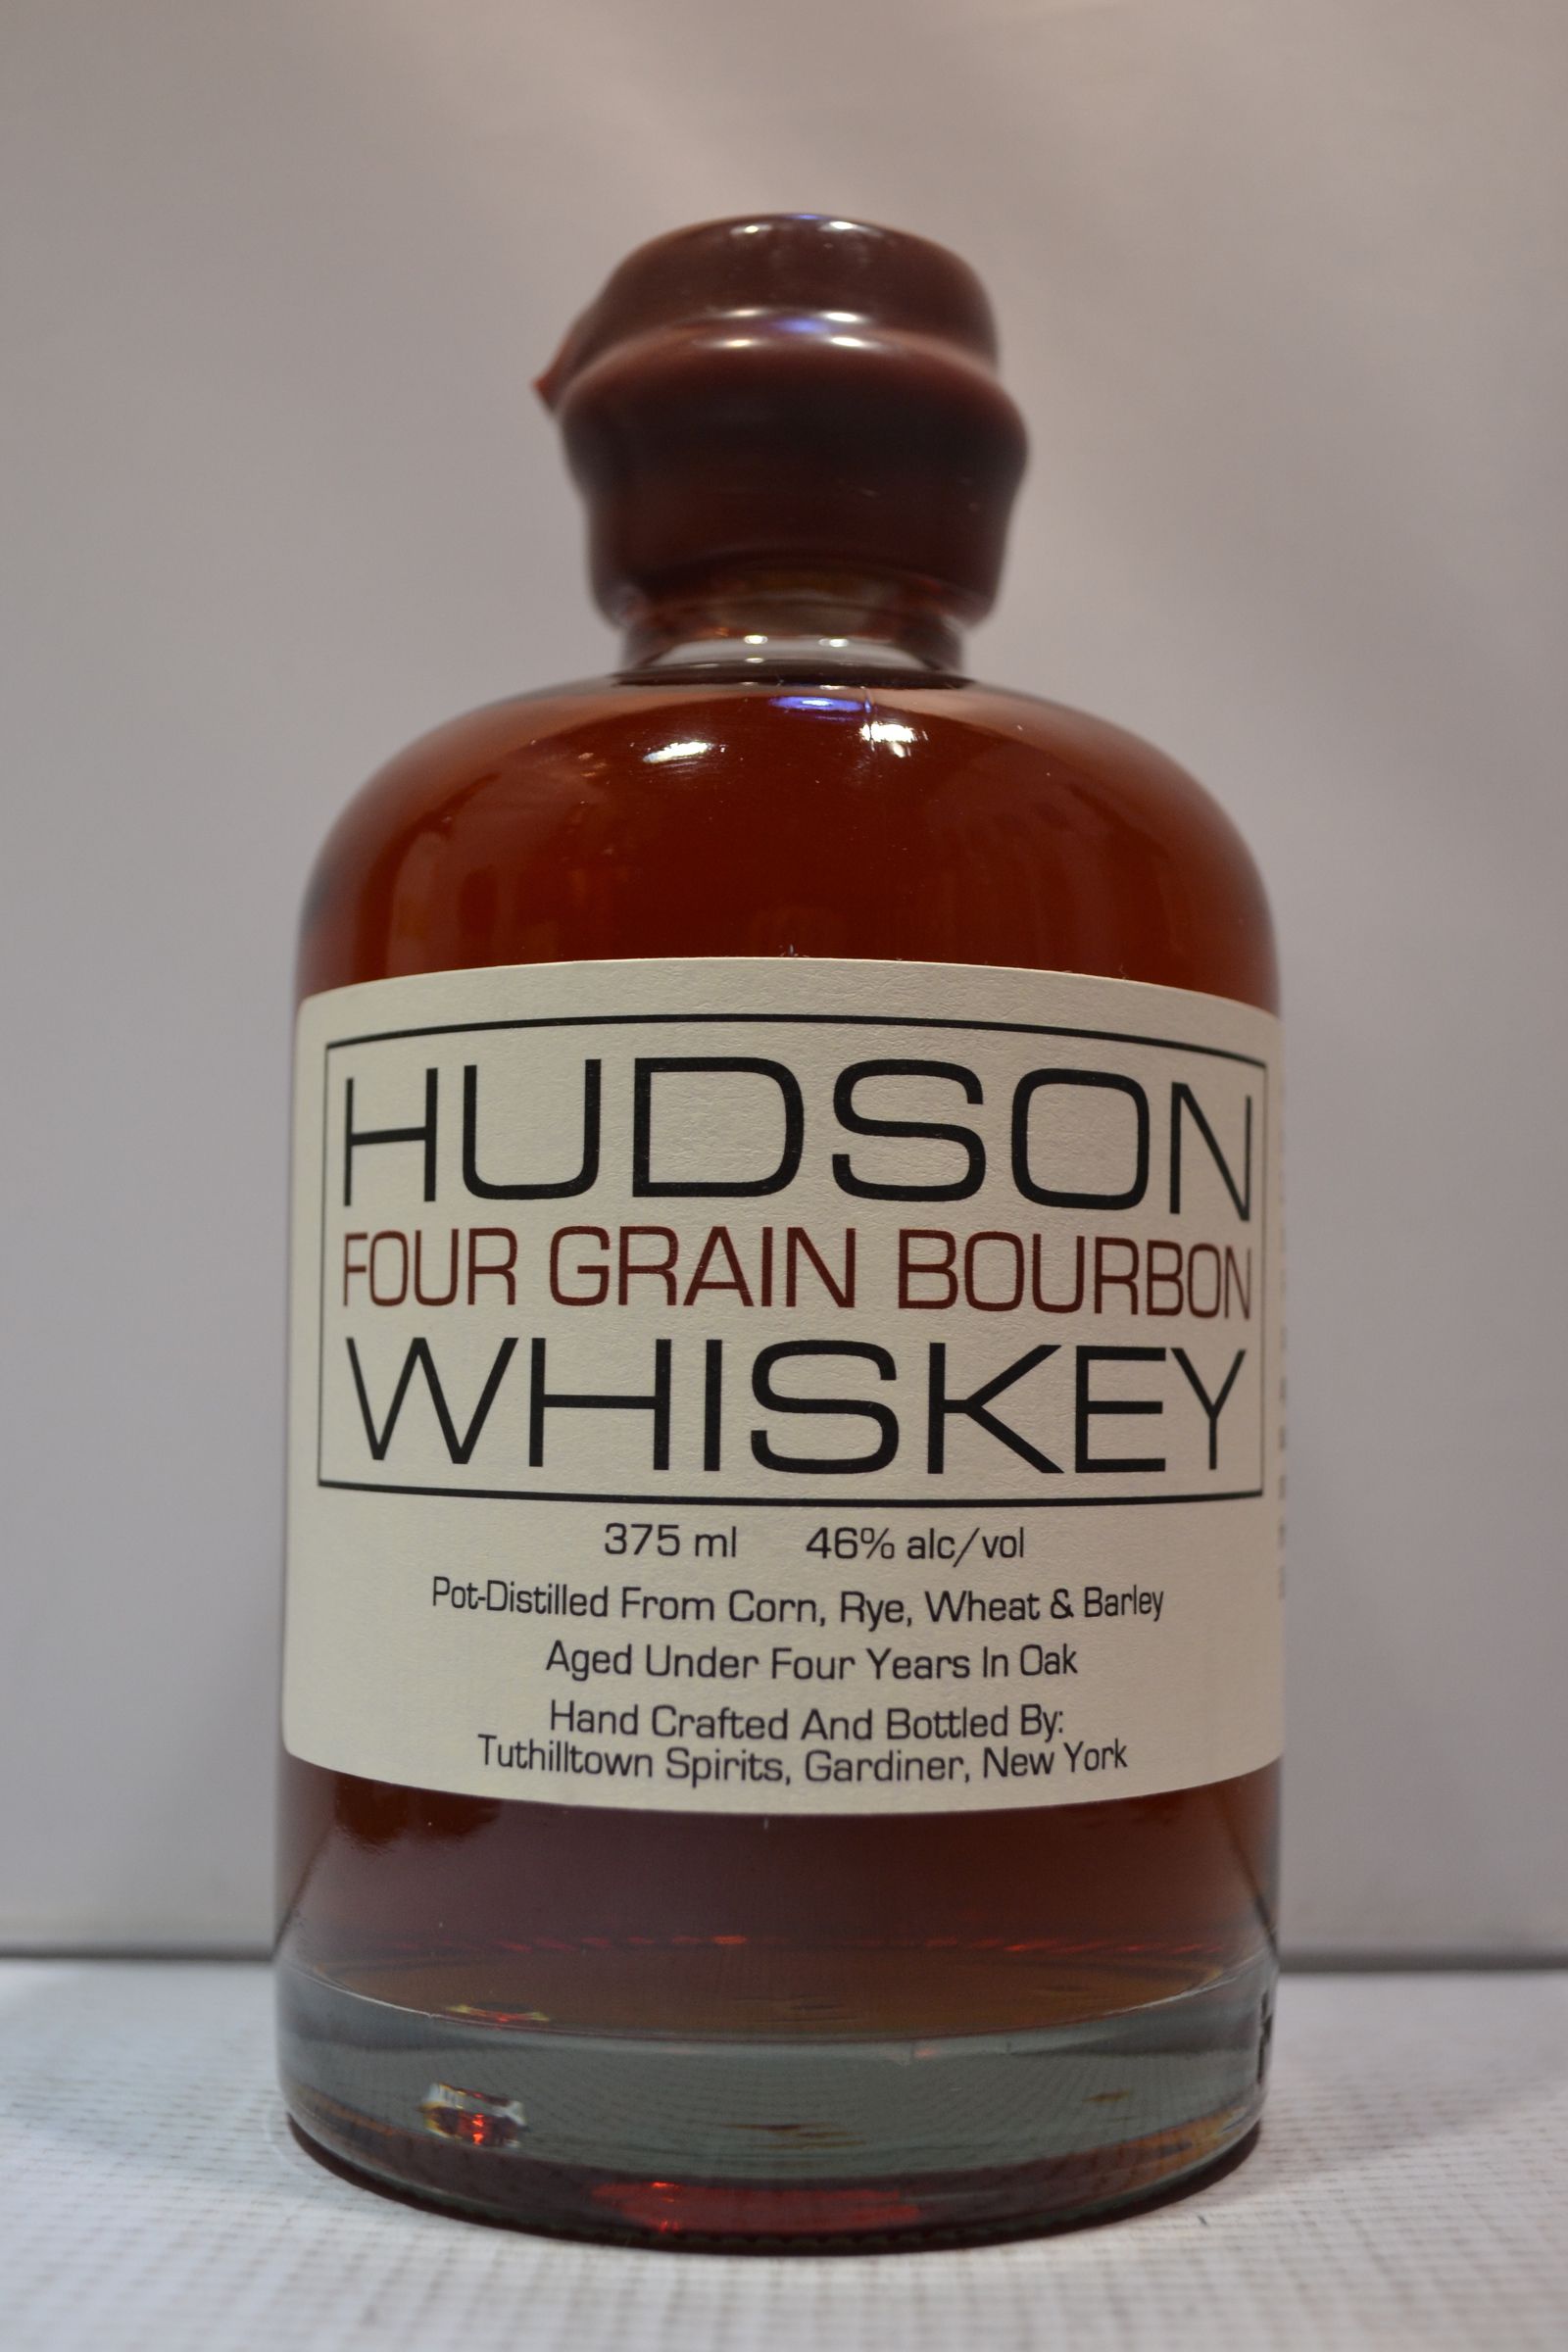 HUDSON
FOUR GRAIN BOURBON
WHISKEY
375 ml 46% alc/vol
Pot-Distilled From Corn, Rye, Wheat & Barley
Aged Under Four Years In Oak
Hand Crafted And Bottled By:
Tuthilltown Spirits, Gardiner, New York